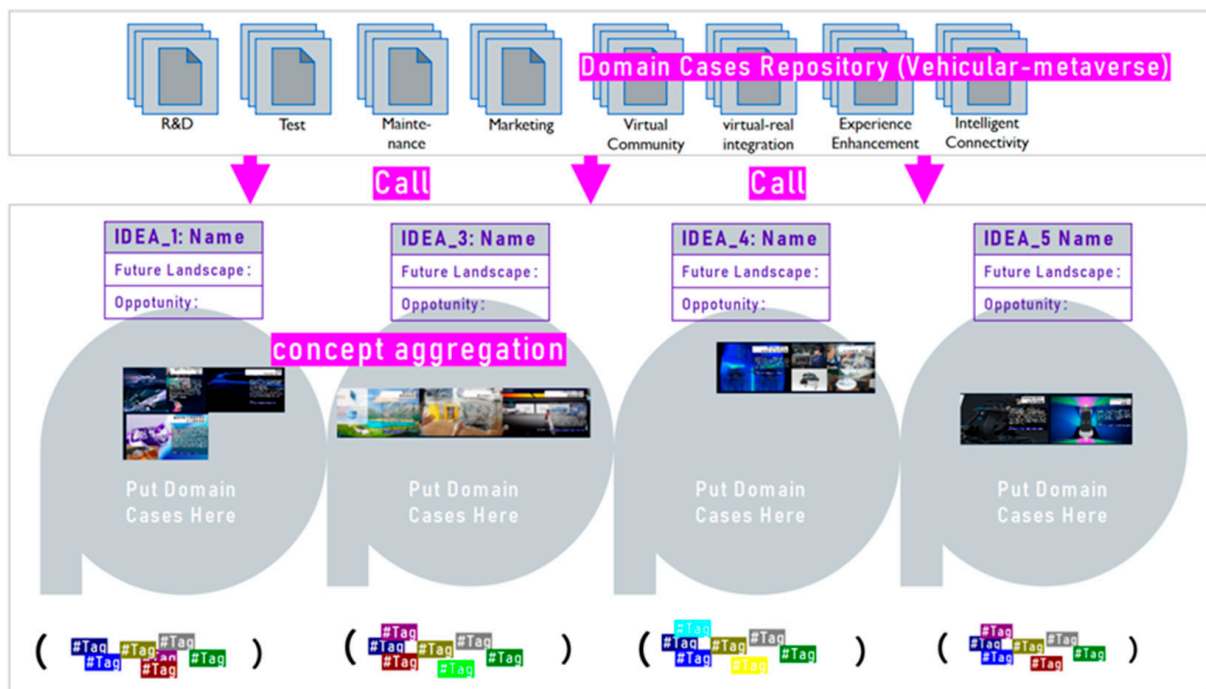 Domain Cases Repository (Vehicular-metaverse)
R&D
Test
Mainte-
nance
Marketing
Virtual
Community
virtual-real
integration
Experience
Enhancement
Intelligent
Connectivity
Call
Call
IDEA_1: Name
Future Landscape:
Oppotunity:
IDEA_3: Name
Future Landscape:
Oppotunity:
IDEA_4: Name
Future Landscape:
Oppotunity:
IDEA_5 Name
Future Landscape:
Oppotunity:
concept aggregation
Put Domain
Cases Here
Put Domain
Cases Here
Put Domain
Cases Here
Put Domain
Cases Here
( #Tag #Tag #Tag #Tag #Tag #Tag )
( #Tag #Tag #Tag #Tag #Tag #Tag #Tag )
( #Tag #Tag #Tag #Tag #Tag #Tag #Tag )
( #Tag #Tag #Tag #Tag #Tag #Tag #Tag )